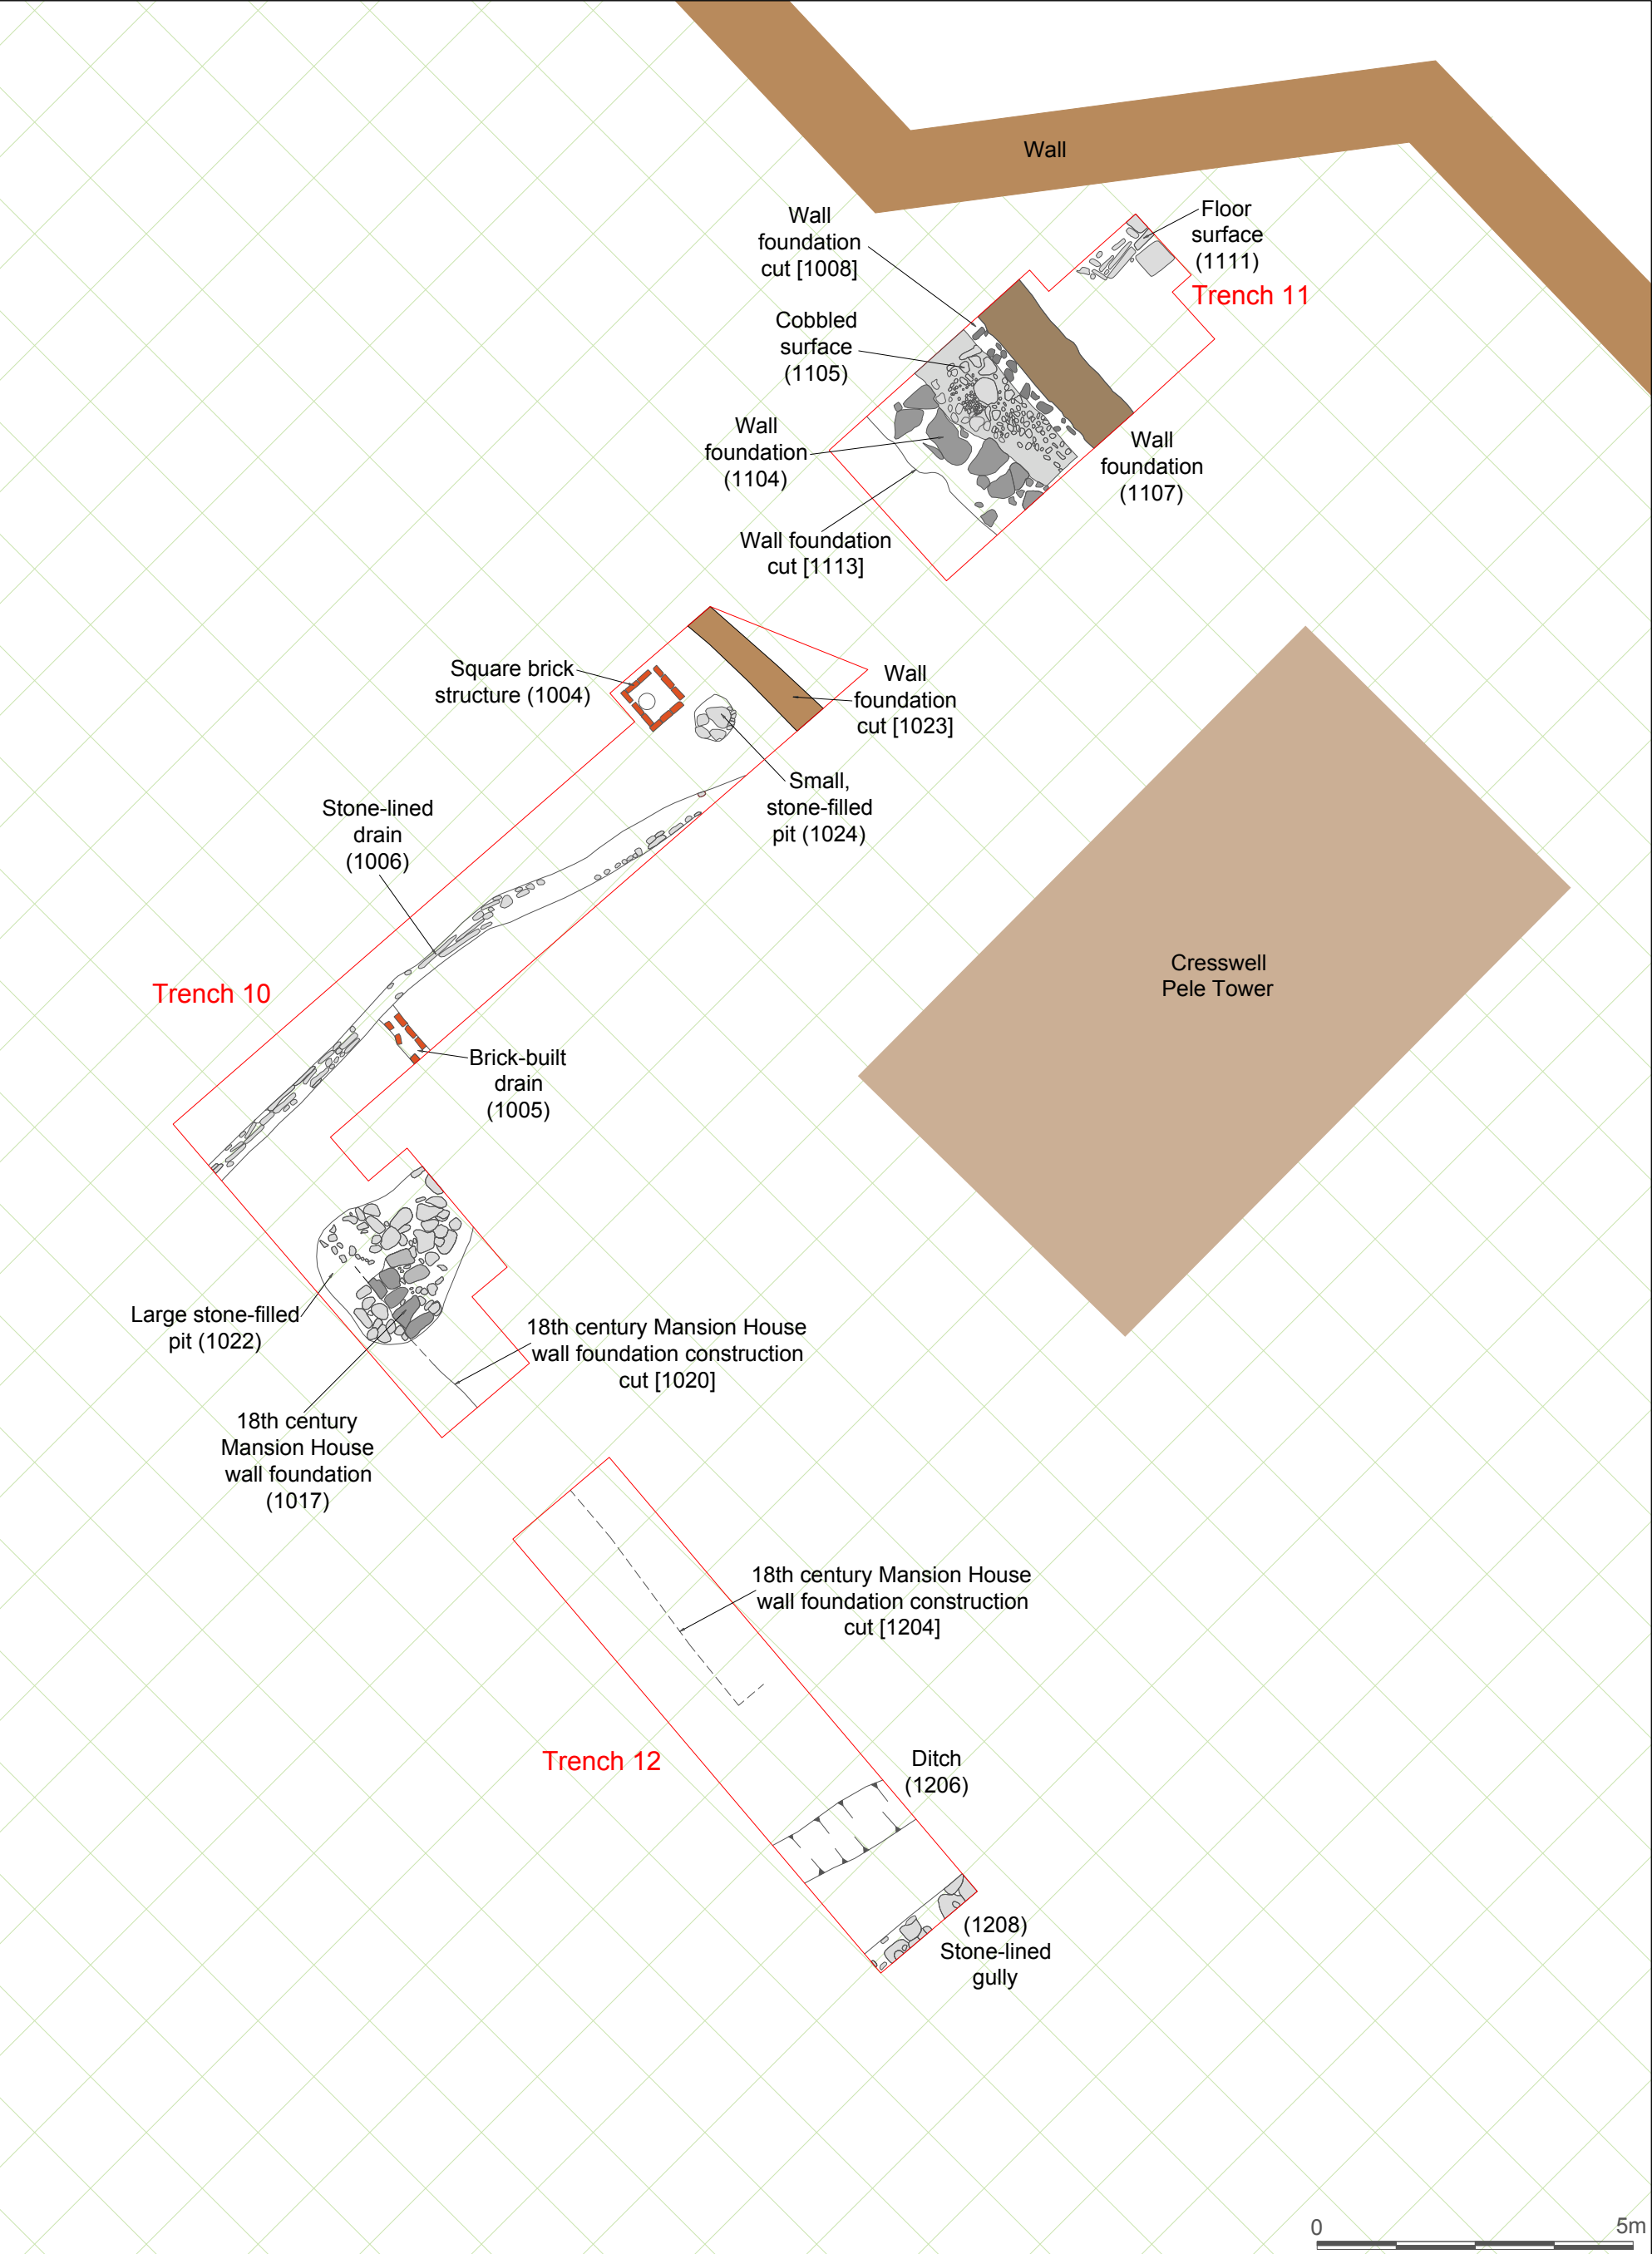 Wall
Wall
foundation
cut [1008]
Floor
surface
(1111)
Trench 11
Cobbled
surface
(1105)
Wall
foundation
(1104)
Wall
foundation
(1107)
Wall foundation
cut [1113]
Square brick
structure (1004)
Wall
foundation
cut [1023]
Small,
stone-filled
pit (1024)
Stone-lined
drain
(1006)
Cresswell
Pele Tower
Trench 10
Brick-built
drain
(1005)
Large stone-filled
pit (1022)
18th century Mansion House
wall foundation construction
cut [1020]
18th century
Mansion House
wall foundation
(1017)
18th century Mansion House
wall foundation construction
cut [1204]
Trench 12
Ditch
(1206)
(1208)
Stone-lined
gully
0 5m